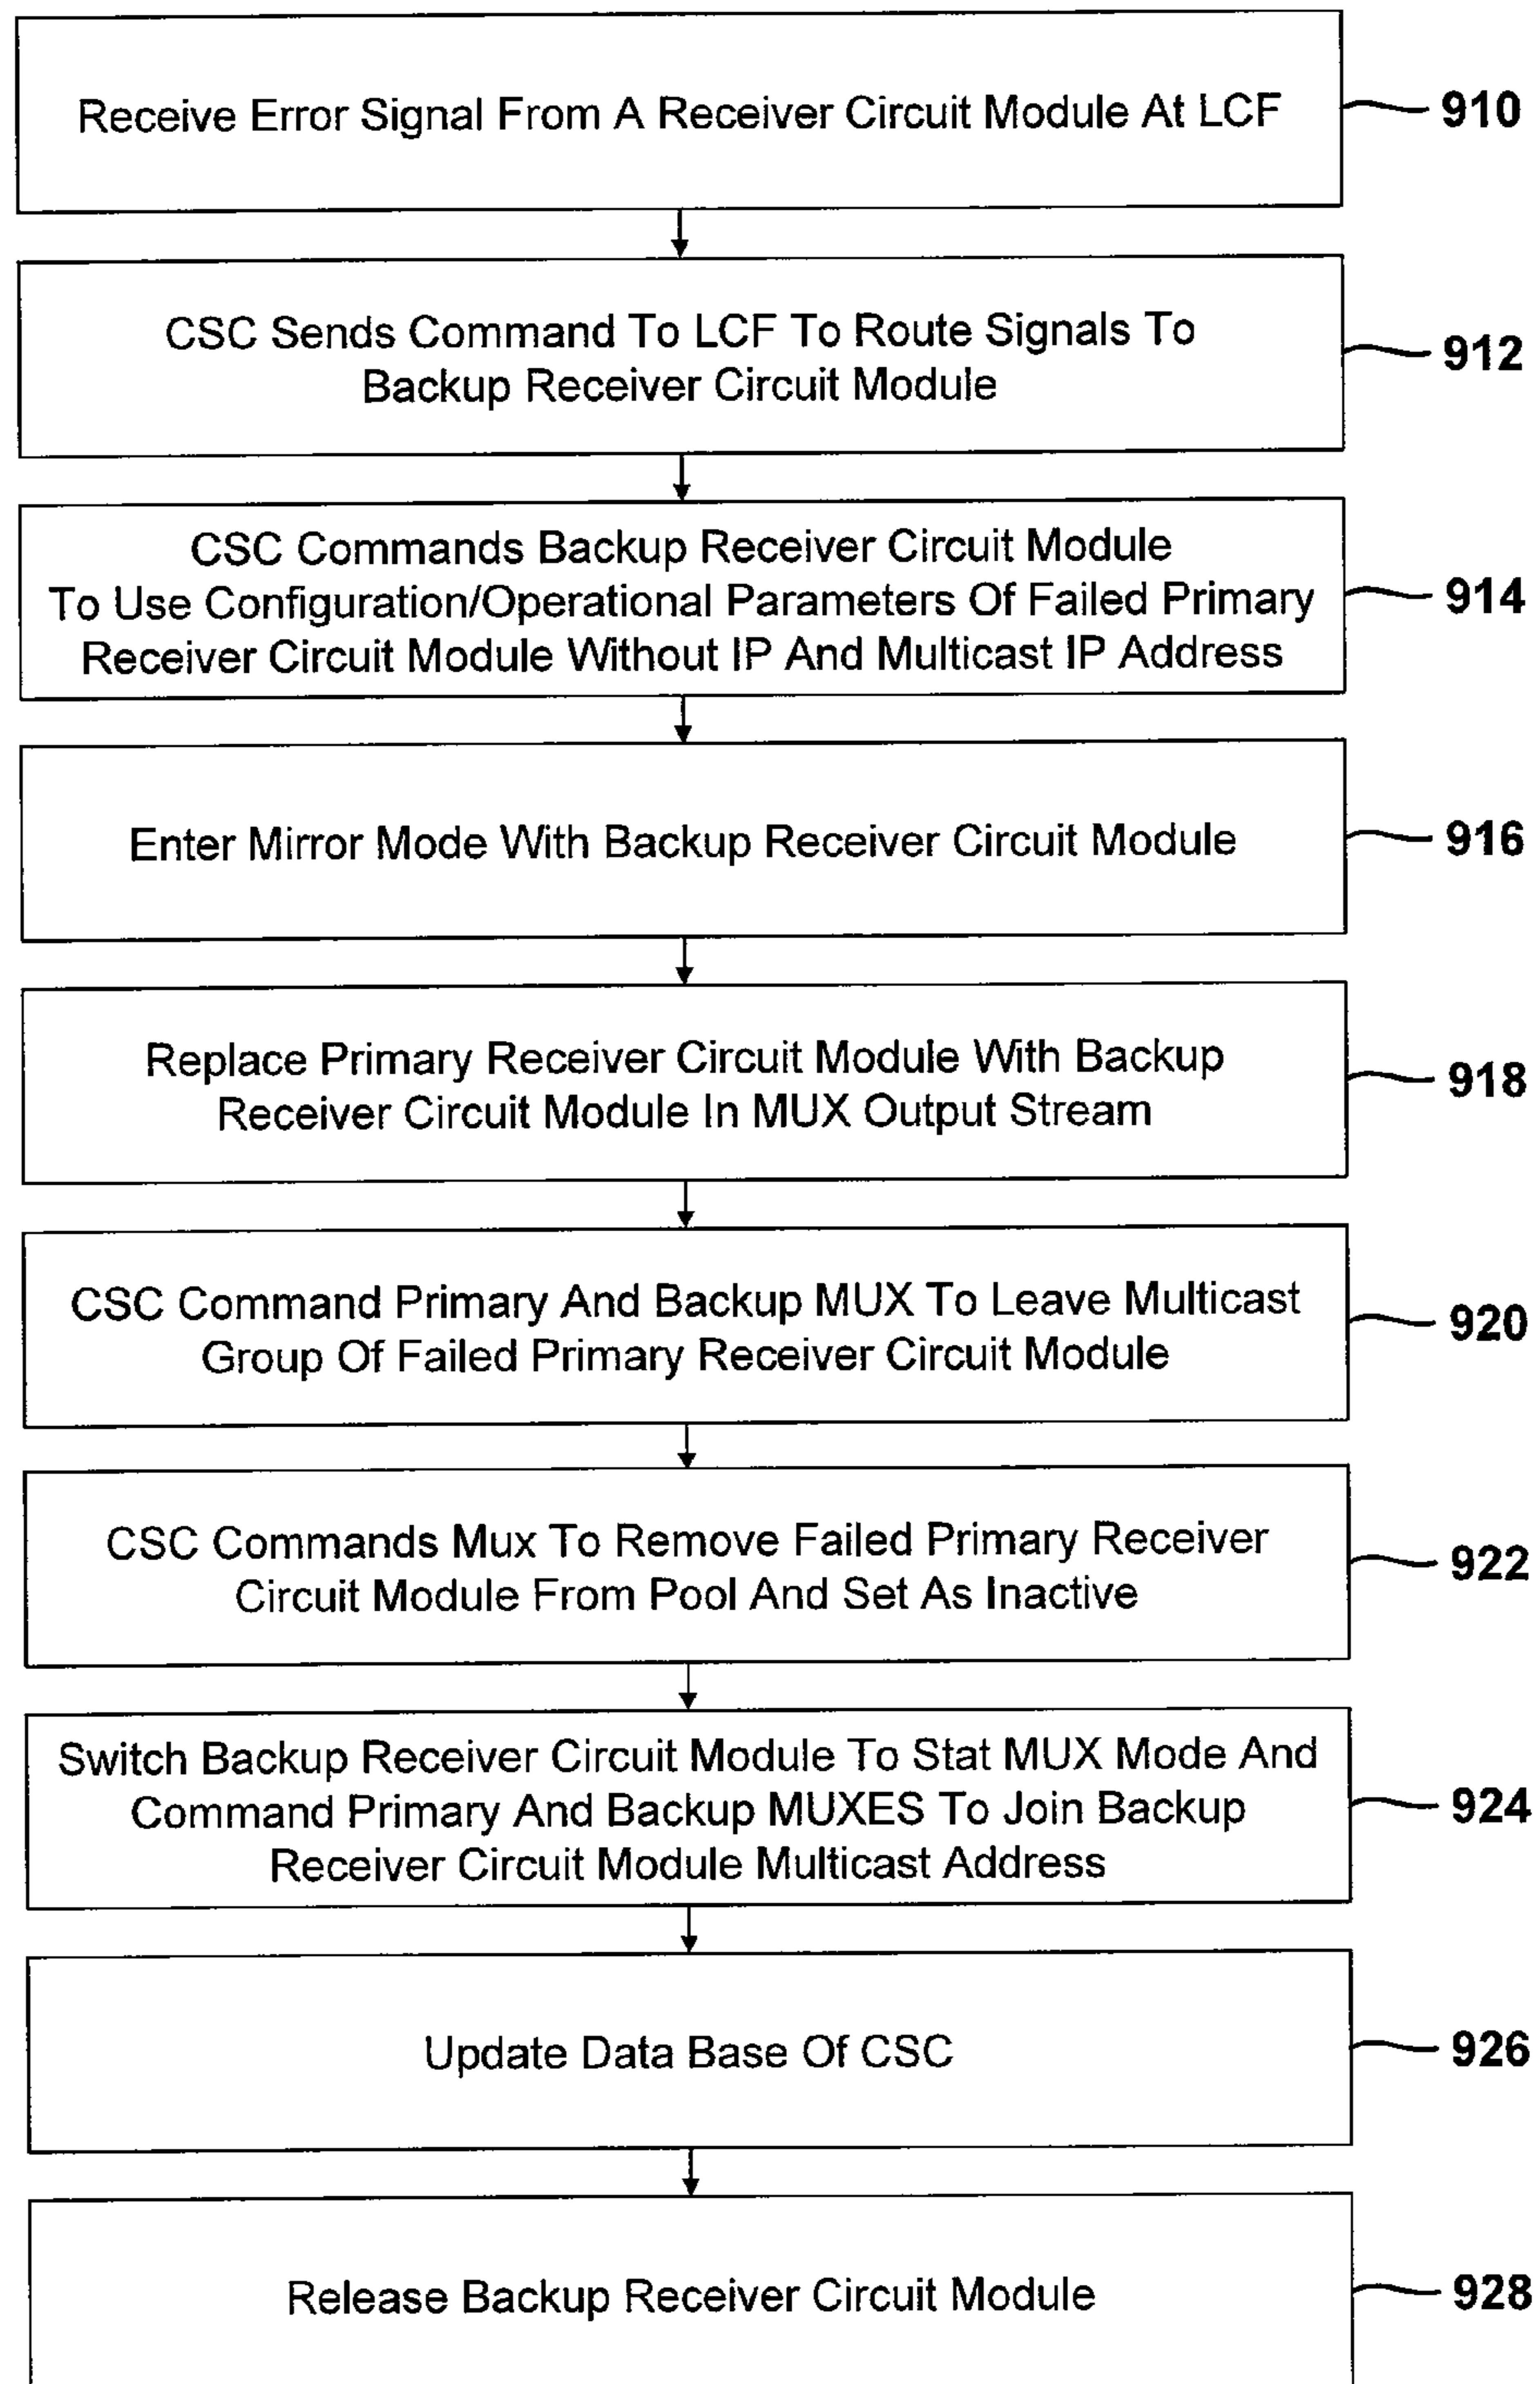 Receive Error Signal From A Receiver Circuit Module At LCF
910
CSC Sends Command To LCF To Route Signals To
Backup Receiver Circuit Module
912
CSC Commands Backup Receiver Circuit Module
To Use Configuration/Operational Parameters Of Failed Primary
Receiver Circuit Module Without IP And Multicast IP Address
914
Enter Mirror Mode With Backup Receiver Circuit Module
916
Replace Primary Receiver Circuit Module With Backup
Receiver Circuit Module In MUX Output Stream
918
CSC Command Primary And Backup MUX To Leave Multicast
Group Of Failed Primary Receiver Circuit Module
920
CSC Commands Mux To Remove Failed Primary Receiver
Circuit Module From Pool And Set As Inactive
922
Switch Backup Receiver Circuit Module To Stat MUX Mode And
Command Primary And Backup MUXES To Join Backup
Receiver Circuit Module Multicast Address
924
Update Data Base Of CSC
926
Release Backup Receiver Circuit Module
928